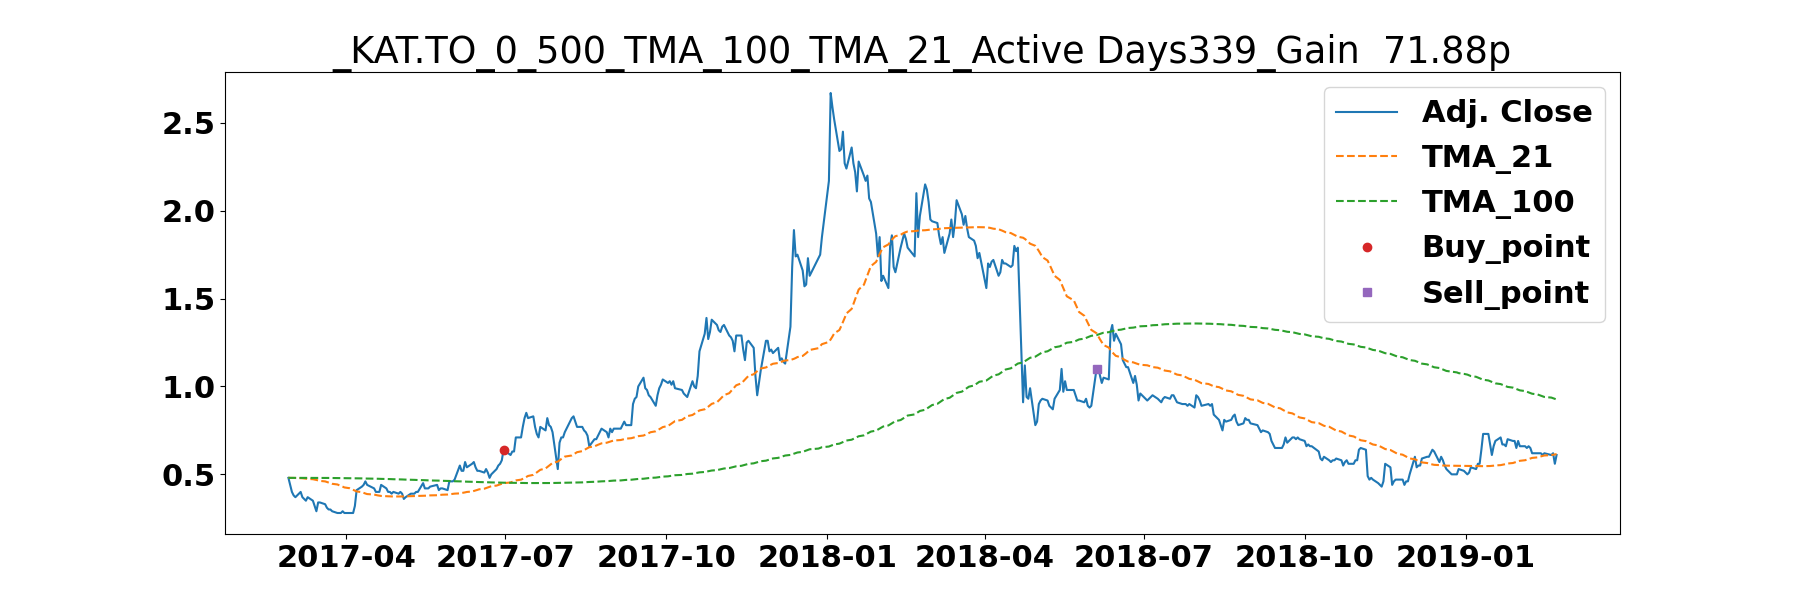 _KAT.TO_0_500_TMA_100_TMA_21_Active Days339_Gain  71.88p
Adj. Close
TMA_21
TMA_100
Buy_point
Sell_point
2.5
2.0
1.5
1.0
0.5
2017-04 2017-07 2017-10 2018-01 2018-04 2018-07 2018-10 2019-01